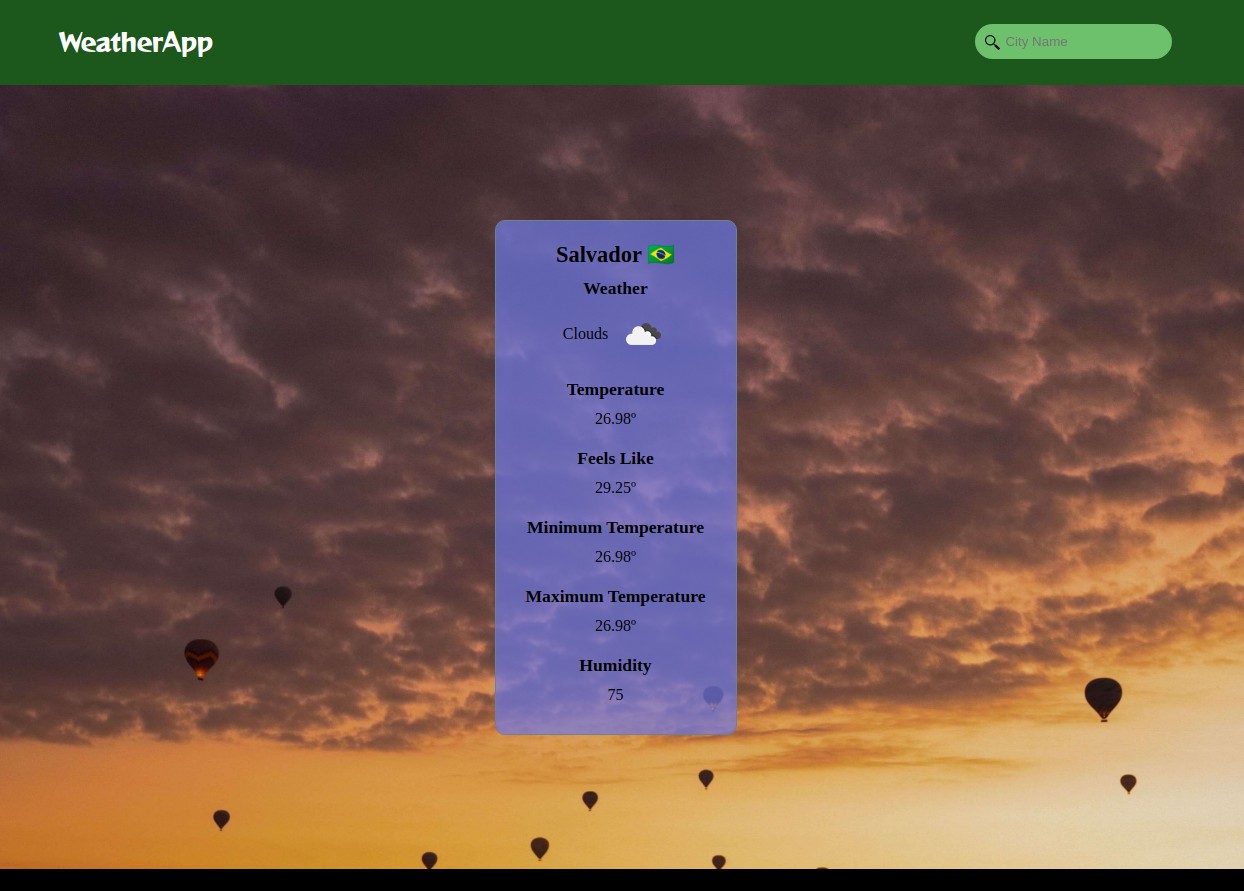 WeatherApp
City Name
Salvador
Weather
Clouds
Temperature
26.98º
Feels Like
29.25º
Minimum Temperature
26.98º
Maximum Temperature
26.98º
Humidity
75